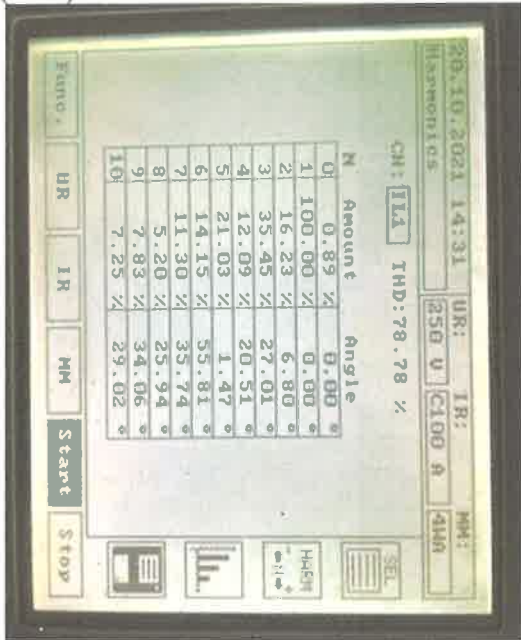 20.10.2021 14:31 UR: IR: MM:
Harmonics 250 V C100 A 4WA
CH: IL1 THD:78.78 %
N Amount Angle
0 0.89 % 0.00 °
1 100.00 % 0.00 °
2 16.23 % 6.80 °
3 35.45 % 27.01 °
4 12.09 % 20.51 °
5 21.03 % 1.47 °
6 14.15 % 55.81 °
7 11.30 % 35.74 °
8 5.20 % 25.94 °
9 7.83 % 34.06 °
10 7.25 % 29.02 °
SEL
HARM
-N+
Func. UR IR MM Start Stop